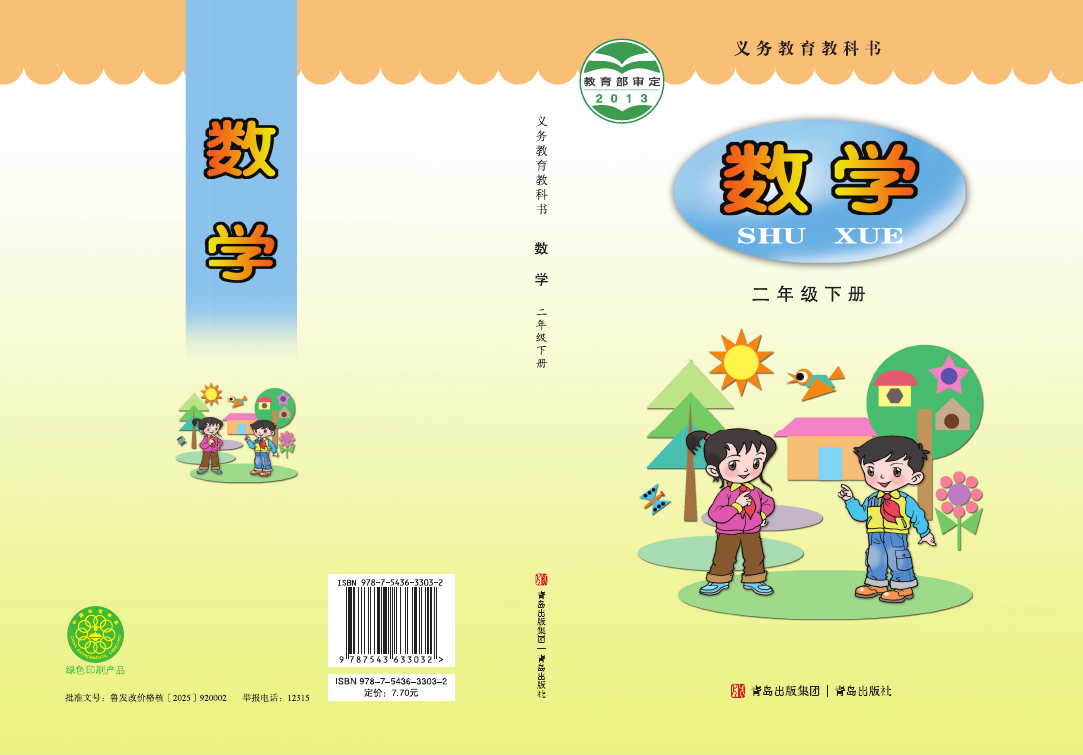 数
学
绿色印刷产品
批准文号：鲁发改价格核〔2025〕920002 举报电话：12315
ISBN 978-7-5436-3303-2
9 787543 633032 >
ISBN 978-7-5436-3303-2
定价：7.70元
义务教育教科书
数学
二年级下册
青岛出版集团｜青岛出版社
义务教育教科书
教育部审定
2013
数学
SHU XUE
二年级下册
青岛出版集团｜青岛出版社